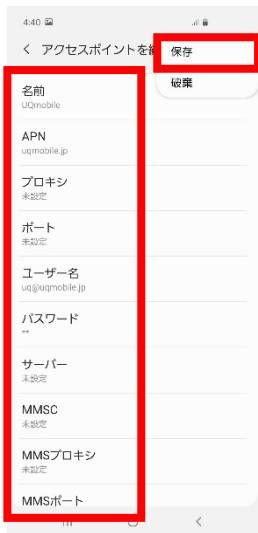 4:40
アクセスポイントを
保存
破棄
名前
UQmobile
APN
uqmobile.jp
プロキシ
未設定
ポート
未設定
ユーザー名
uq@uqmobile.jp
パスワード
**
サーバー
未設定
MMSC
未設定
MMSプロキシ
未設定
MMSポート